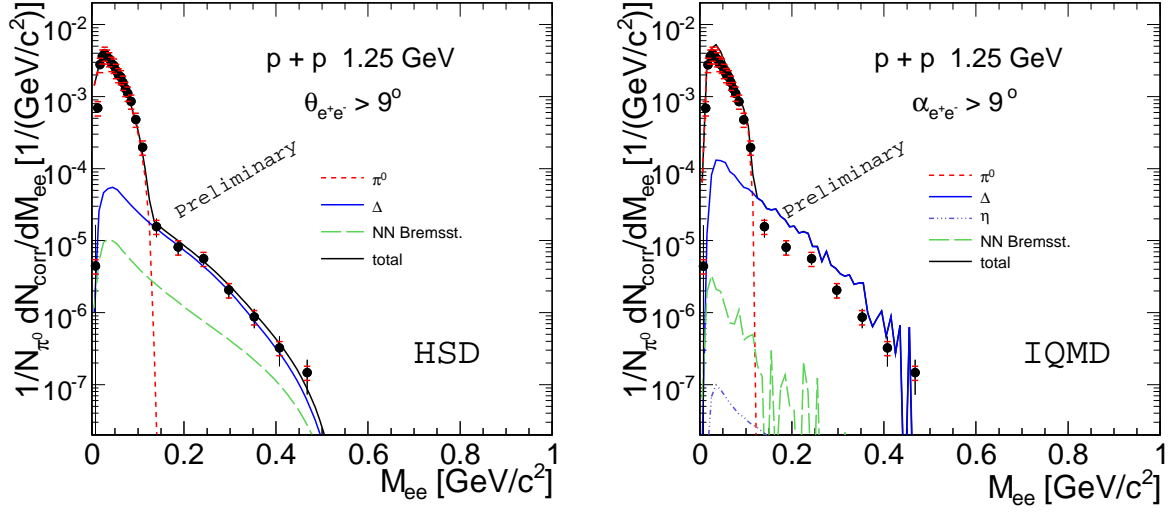 1/N_π⁰ dN_corr/dM_ee [1/(GeV/c²)]
10⁻²
10⁻³
10⁻⁴
10⁻⁵
10⁻⁶
10⁻⁷
p + p 1.25 GeV
θ_e⁺e⁻ > 9°
Preliminary
π⁰
Δ
NN Bremsst.
total
HSD
0 0.2 0.4 0.6 0.8 1
M_ee [GeV/c²]
1/N_π⁰ dN_corr/dM_ee [1/(GeV/c²)]
10⁻²
10⁻³
10⁻⁴
10⁻⁵
10⁻⁶
10⁻⁷
p + p 1.25 GeV
α_e⁺e⁻ > 9°
Preliminary
π⁰
Δ
η
NN Bremsst.
total
IQMD
0 0.2 0.4 0.6 0.8 1
M_ee [GeV/c²]